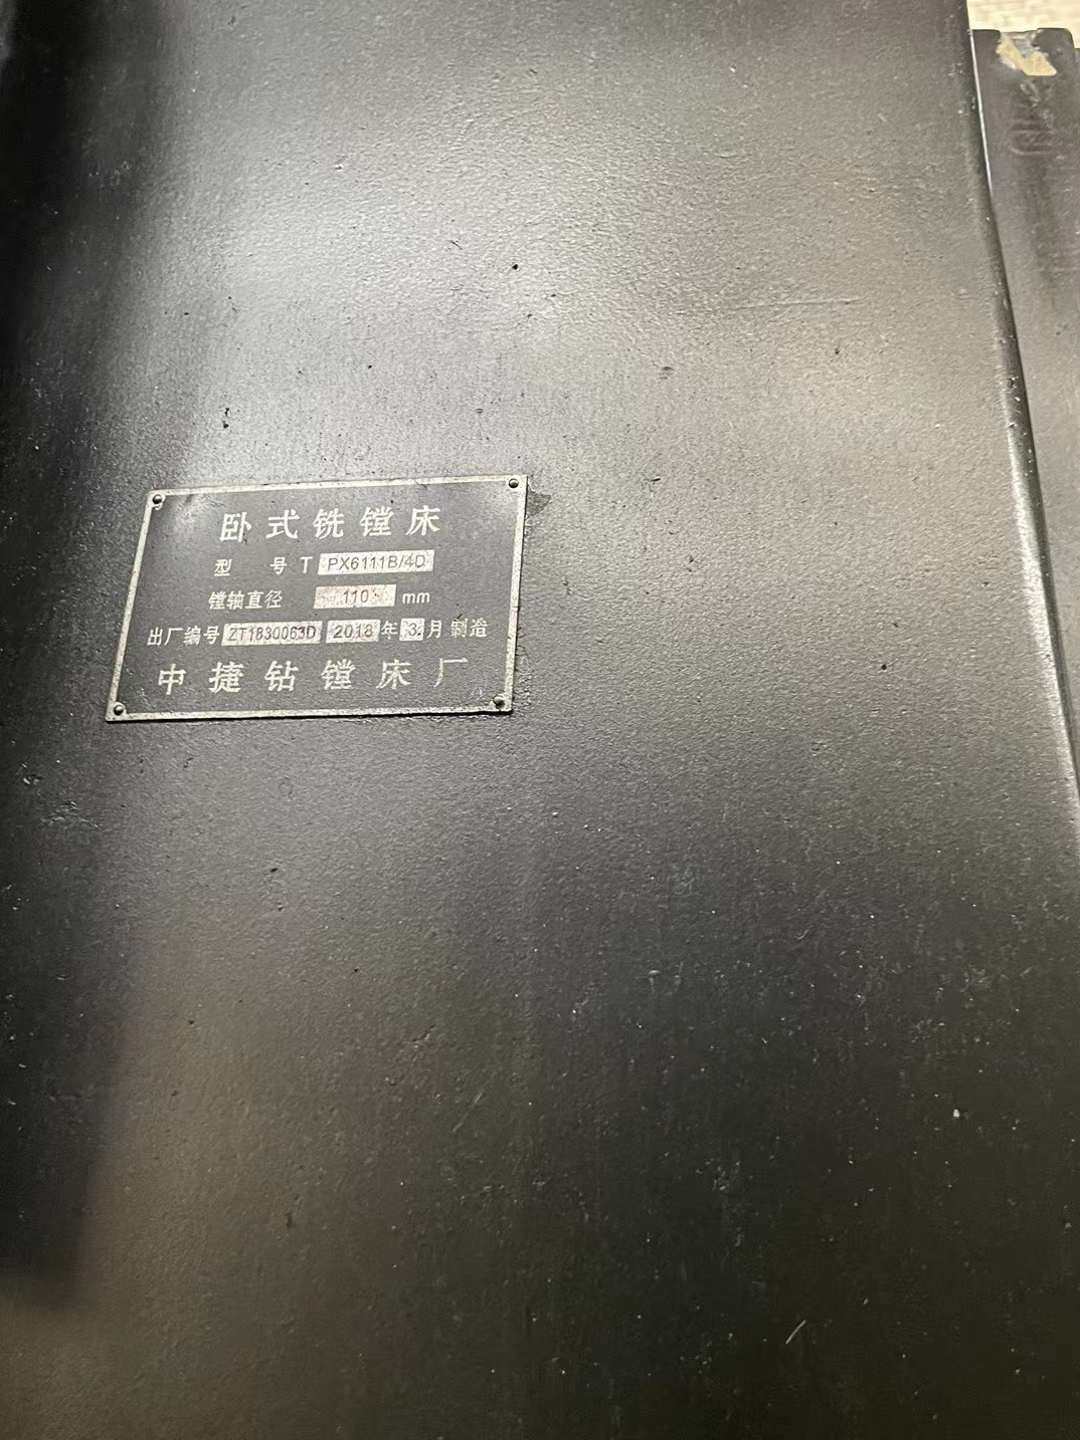 卧式铣镗床
型 号 T PX6111B/4D
镗轴直径 110 mm
出厂编号 ZT1830063D 2018 年 3 月 制造
中捷钻镗床厂